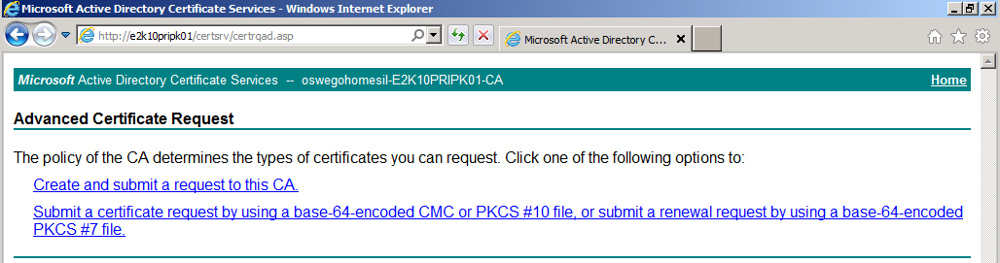 Microsoft Active Directory Certificate Services - Windows Internet Explorer
http://e2k10pripk01/certsrv/certrqad.asp
Microsoft Active Directory C...
Microsoft Active Directory Certificate Services -- oswegohomesil-E2K10PRIPK01-CA
Home
Advanced Certificate Request
The policy of the CA determines the types of certificates you can request. Click one of the following options to:
Create and submit a request to this CA.
Submit a certificate request by using a base-64-encoded CMC or PKCS #10 file, or submit a renewal request by using a base-64-encoded
PKCS #7 file.